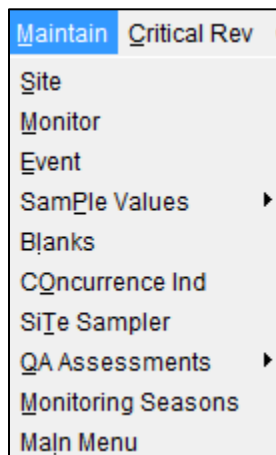 Maintain Critical Rev
Site
Monitor
Event
SamPle Values
Blanks
COncurrence Ind
SiTe Sampler
QA Assessments
Monitoring Seasons
MaIn Menu